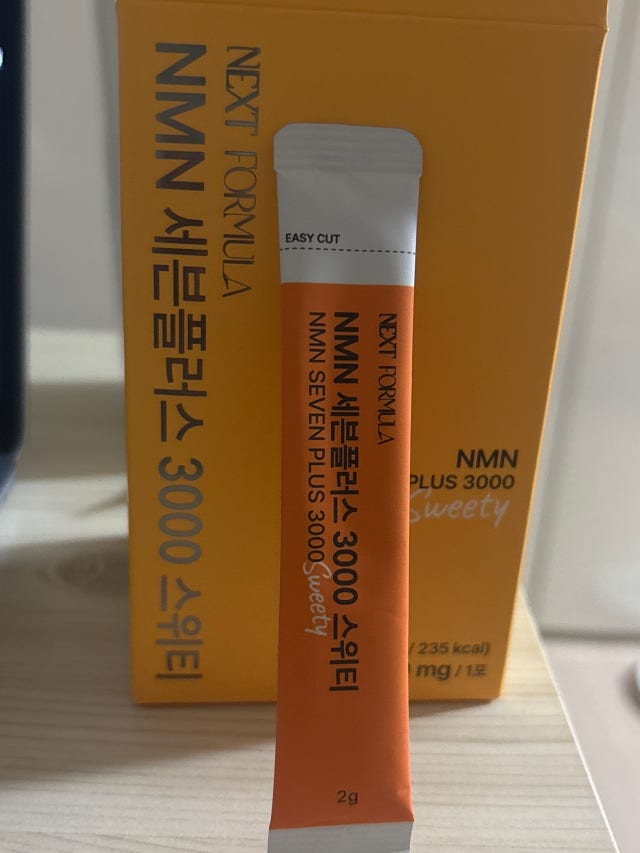 NEXT FORMULA
NMN 세븐플러스 3000 스위티
NMN
PLUS 3000
Sweety
/ 235 kcal)
mg / 1포
EASY CUT
NEXT FORMULA
NMN 세븐플러스 3000 스위티
NMN SEVEN PLUS 3000
Sweety
2g